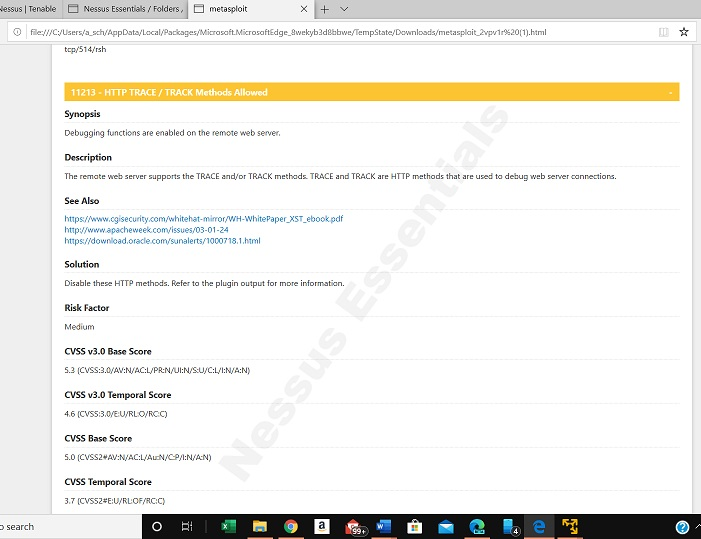 Nessus | Tenable
Nessus Essentials / Folders /
metasploit
file:///C:/Users/a_sch/AppData/Local/Packages/Microsoft.MicrosoftEdge_8wekyb3d8bbwe/TempState/Downloads/metasploit_2vpv1r%20(1).html
tcp/514/rsh
11213 - HTTP TRACE / TRACK Methods Allowed
-
Synopsis
Debugging functions are enabled on the remote web server.
Description
The remote web server supports the TRACE and/or TRACK methods. TRACE and TRACK are HTTP methods that are used to debug web server connections.
See Also
https://www.cgisecurity.com/whitehat-mirror/WH-WhitePaper_XST_ebook.pdf
http://www.apacheweek.com/issues/03-01-24
https://download.oracle.com/sunalerts/1000718.1.html
Solution
Disable these HTTP methods. Refer to the plugin output for more information.
Risk Factor
Medium
CVSS v3.0 Base Score
5.3 (CVSS:3.0/AV:N/AC:L/PR:N/UI:N/S:U/C:L/I:N/A:N)
CVSS v3.0 Temporal Score
4.6 (CVSS:3.0/E:U/RL:O/RC:C)
CVSS Base Score
5.0 (CVSS2#AV:N/AC:L/Au:N/C:P/I:N/A:N)
CVSS Temporal Score
3.7 (CVSS2#E:U/RL:OF/RC:C)
Nessus Essentials
o search
a
99+
4